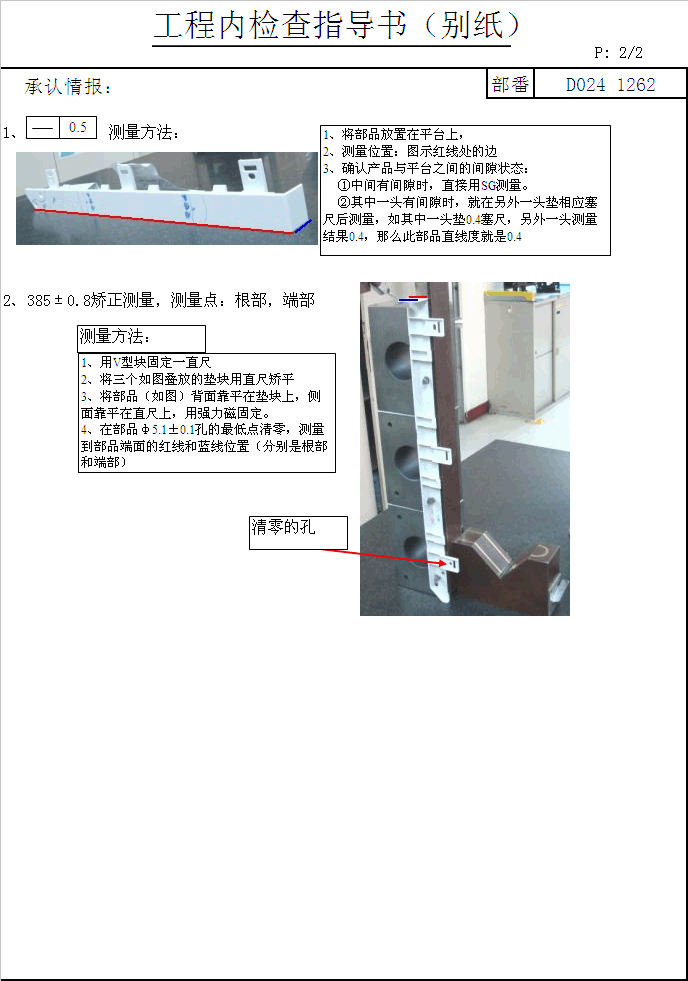 工程内检查指导书（别纸）
P: 2/2
承认情报：
部番 D024 1262
1、 — 0.5 测量方法：
1、将部品放置在平台上，
2、测量位置：图示红线处的边
3、确认产品与平台之间的间隙状态：
①中间有间隙时，直接用SG测量。
②其中一头有间隙时，就在另外一头垫相应塞
尺后测量，如其中一头垫0.4塞尺，另外一头测量
结果0.4，那么此部品直线度就是0.4
2、385±0.8矫正测量，测量点：根部，端部
测量方法：
1、用V型块固定一直尺
2、将三个如图叠放的垫块用直尺矫平
3、将部品（如图）背面靠平在垫块上，侧
面靠平在直尺上，用强力磁固定。
4、在部品φ5.1±0.1孔的最低点清零，测量
到部品端面的红线和蓝线位置（分别是根部
和端部）
清零的孔